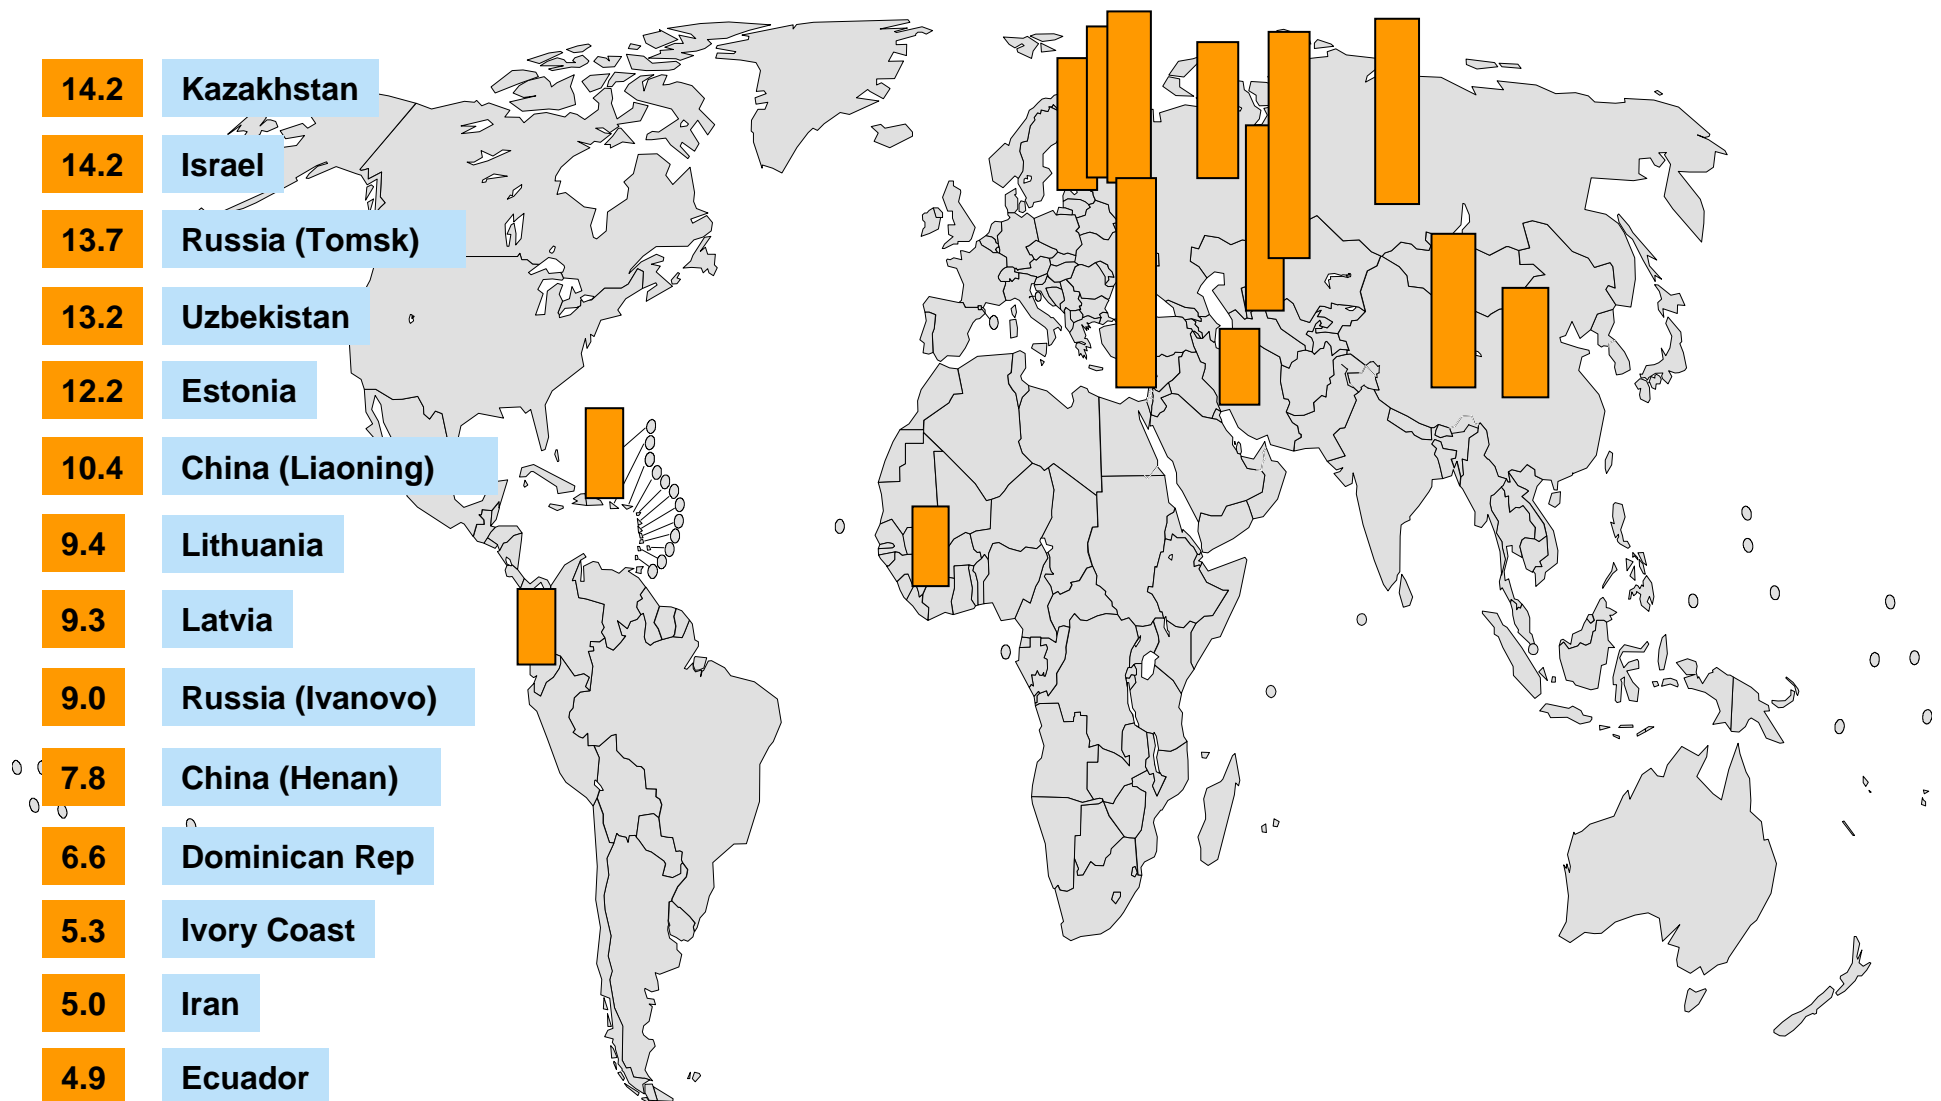 14.2 Kazakhstan
14.2 Israel
13.7 Russia (Tomsk)
13.2 Uzbekistan
12.2 Estonia
10.4 China (Liaoning)
9.4 Lithuania
9.3 Latvia
9.0 Russia (Ivanovo)
7.8 China (Henan)
6.6 Dominican Rep
5.3 Ivory Coast
5.0 Iran
4.9 Ecuador